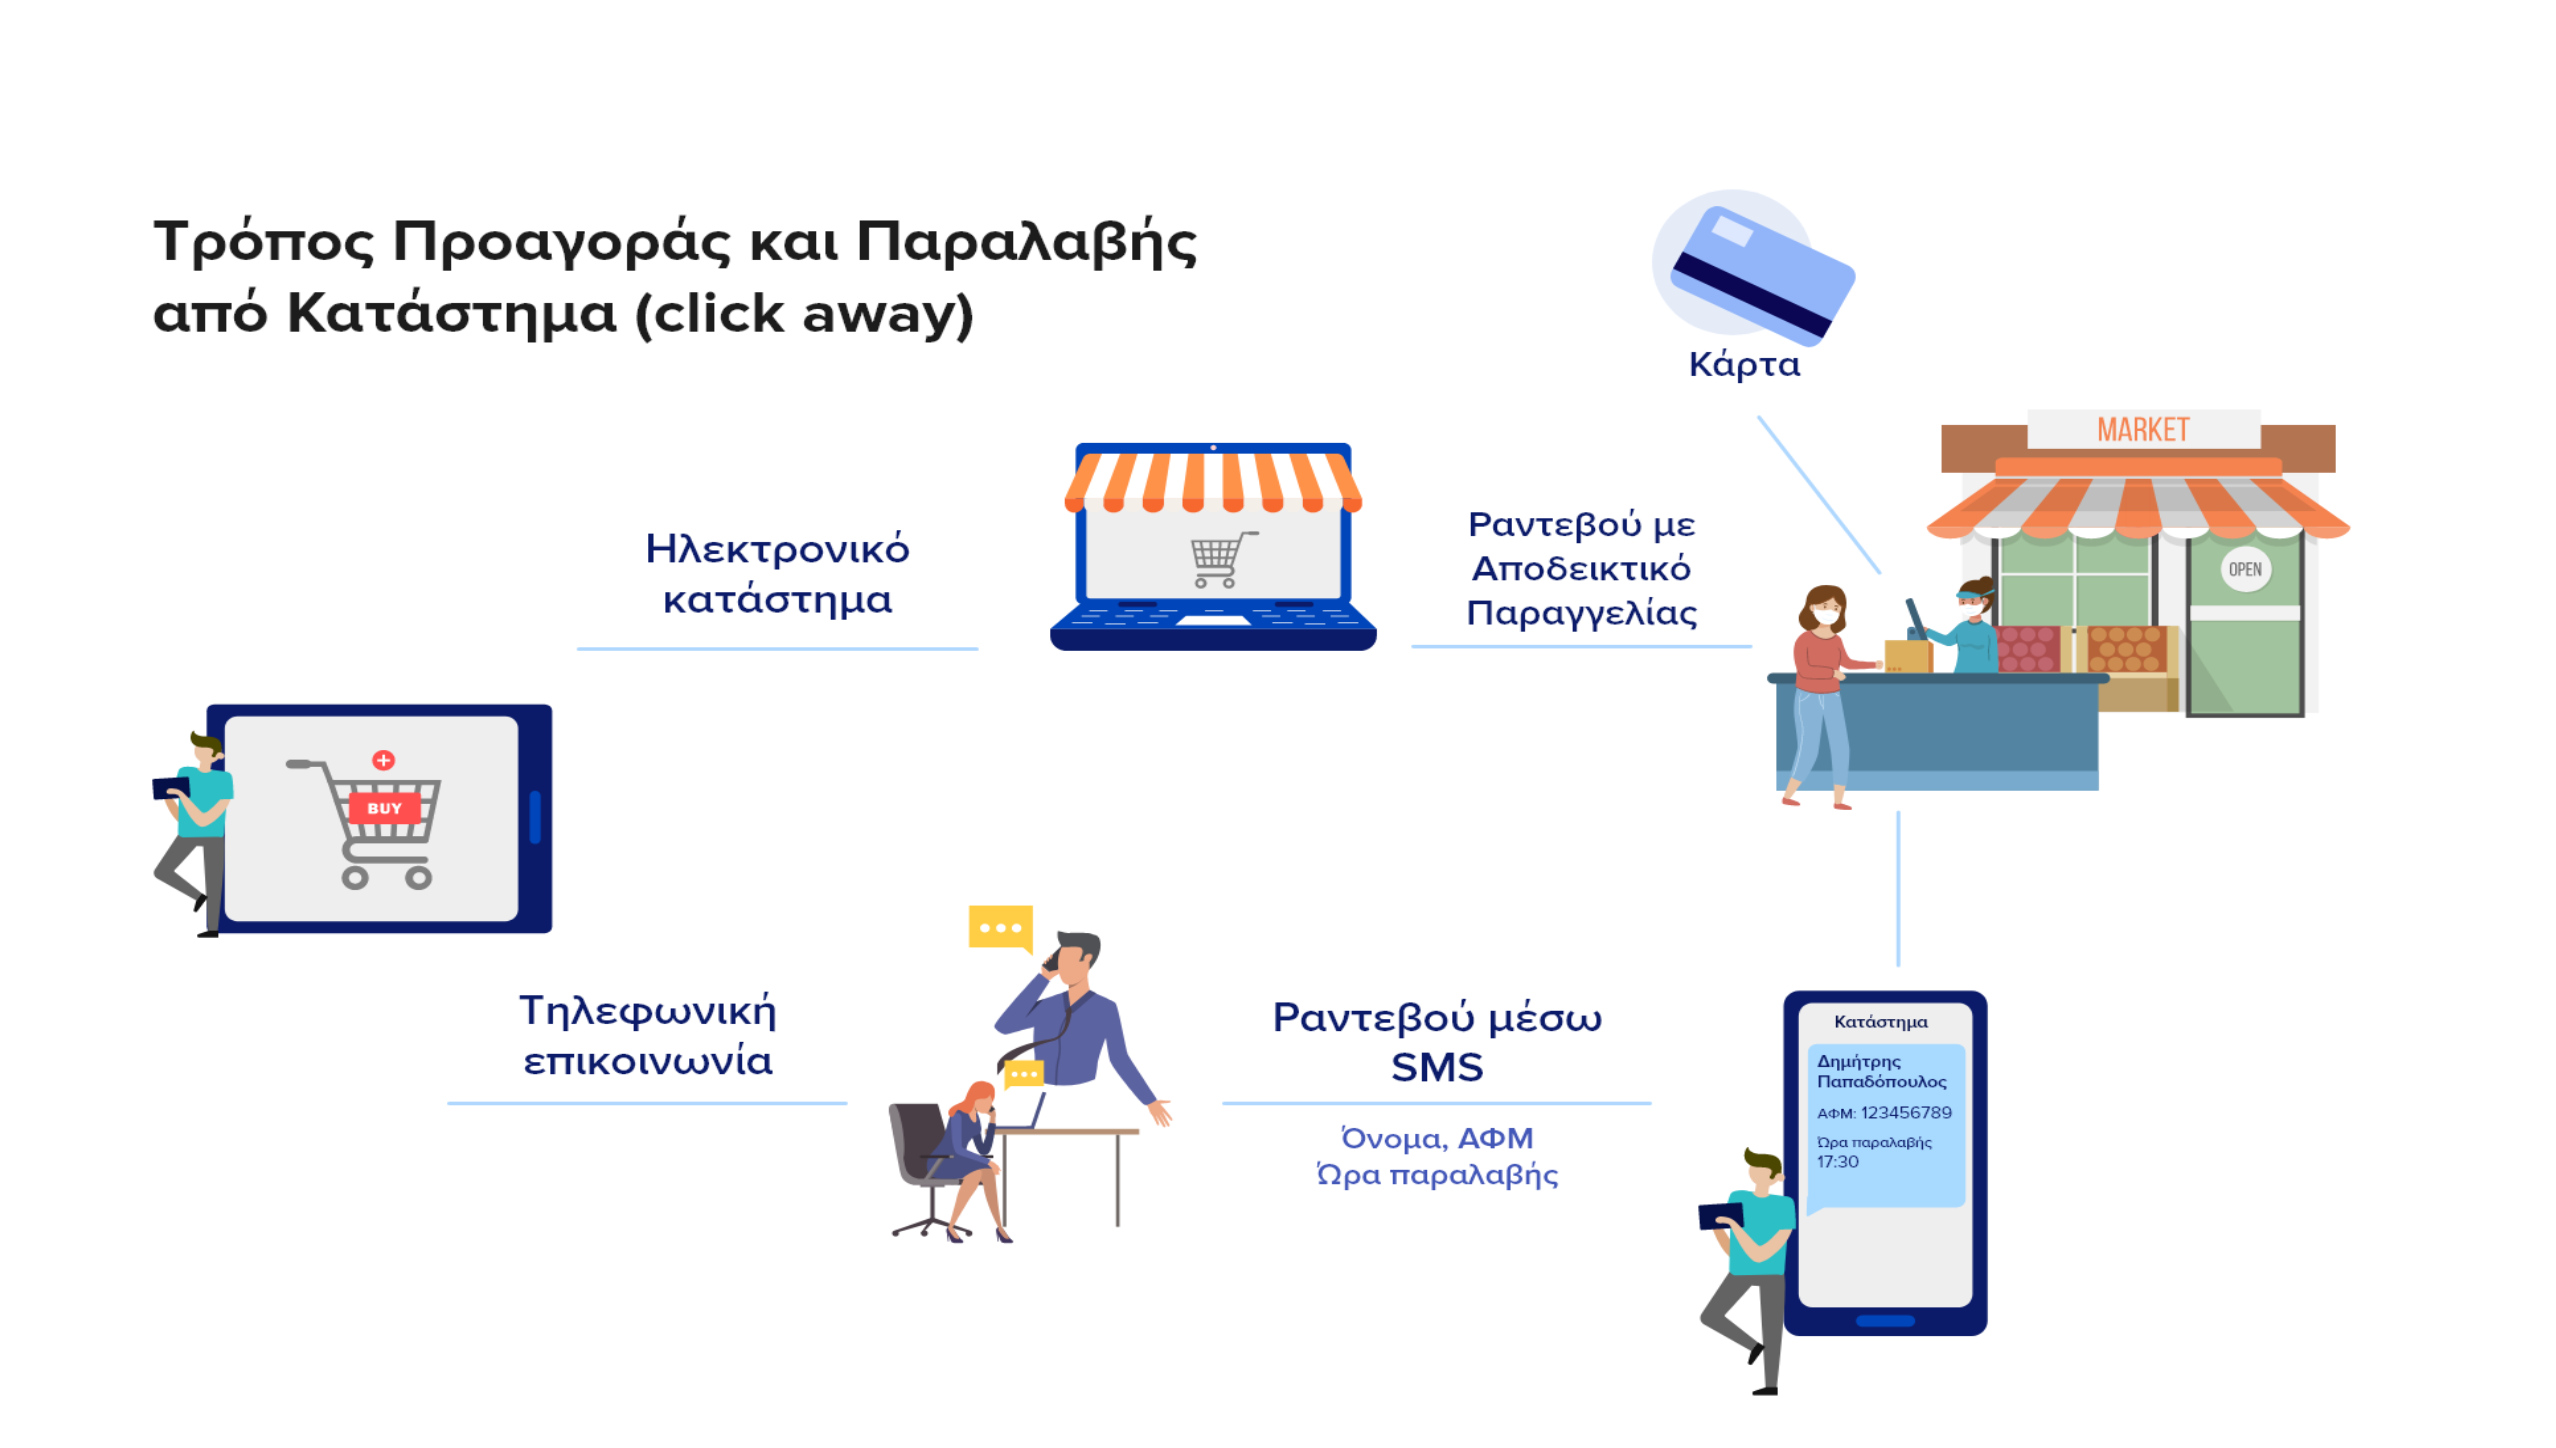 Τρόπος Προαγοράς και Παραλαβής
από Κατάστημα (click away)
Κάρτα
MARKET
OPEN
Ηλεκτρονικό
κατάστημα
Ραντεβού με
Αποδεικτικό
Παραγγελίας
BUY
Τηλεφωνική
επικοινωνία
Ραντεβού μέσω
SMS
Όνομα, ΑΦΜ
Ώρα παραλαβής
Κατάστημα
Δημήτρης
Παπαδόπουλος
ΑΦΜ: 123456789
Ώρα παραλαβής
17:30